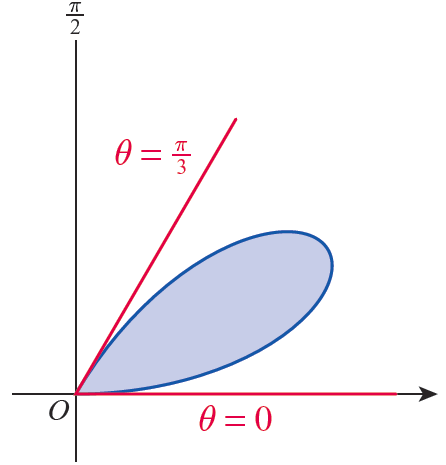 π/2
θ = π/3
O
θ = 0